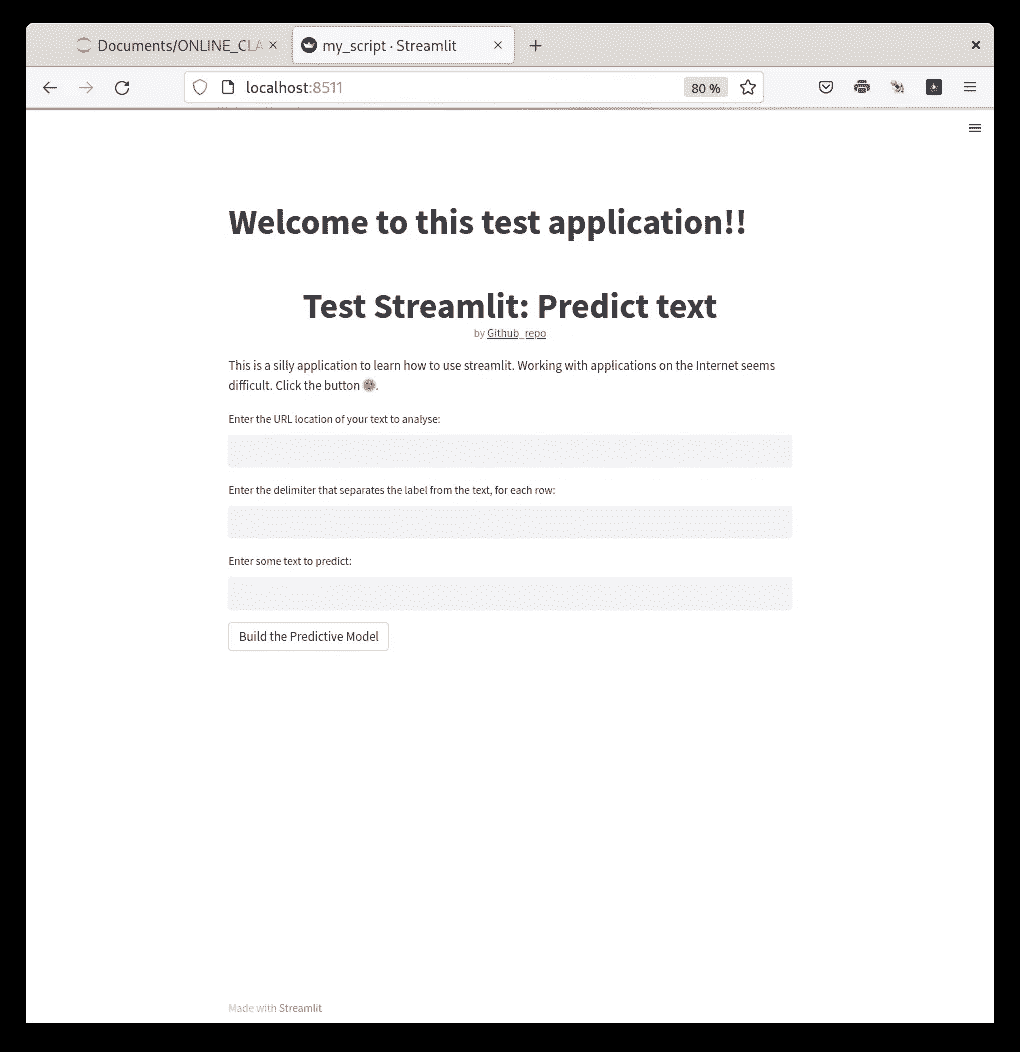 Documents/ONLINE_CLA
my_script · Streamlit
localhost:8511
80 %
Welcome to this test application!!
Test Streamlit: Predict text
by Github_repo
This is a silly application to learn how to use streamlit. Working with applications on the Internet seems
difficult. Click the button .
Enter the URL location of your text to analyse:
Enter the delimiter that separates the label from the text, for each row:
Enter some text to predict:
Build the Predictive Model
Made with Streamlit